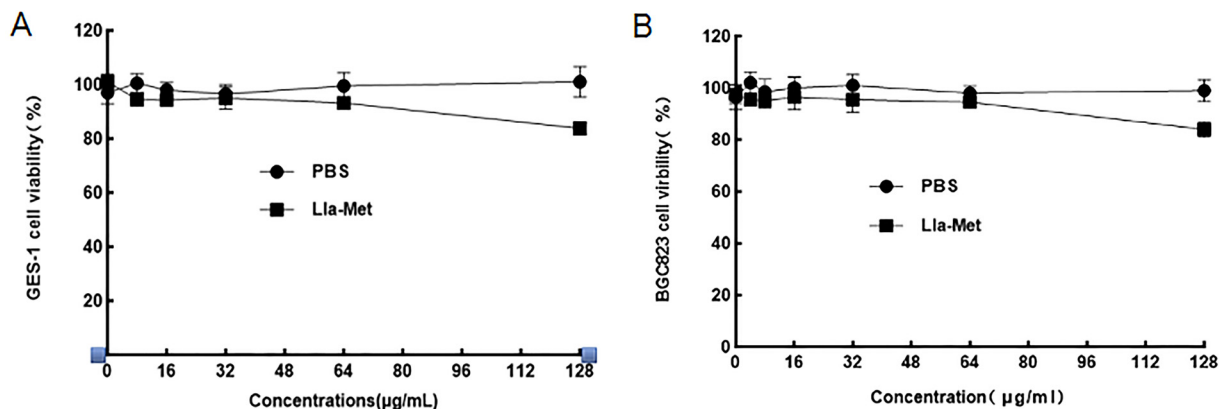 A
120
100
80
60
40
20
GES-1 cell viability( %)
PBS
Lla-Met
0 16 32 48 64 80 96 112 128
Concentrations(μg/mL)
B
120
100
80
60
40
20
0
BGC823 cell virbility( %)
PBS
Lla-Met
0 16 32 48 64 80 96 112 128
Concentration( μg/ml)